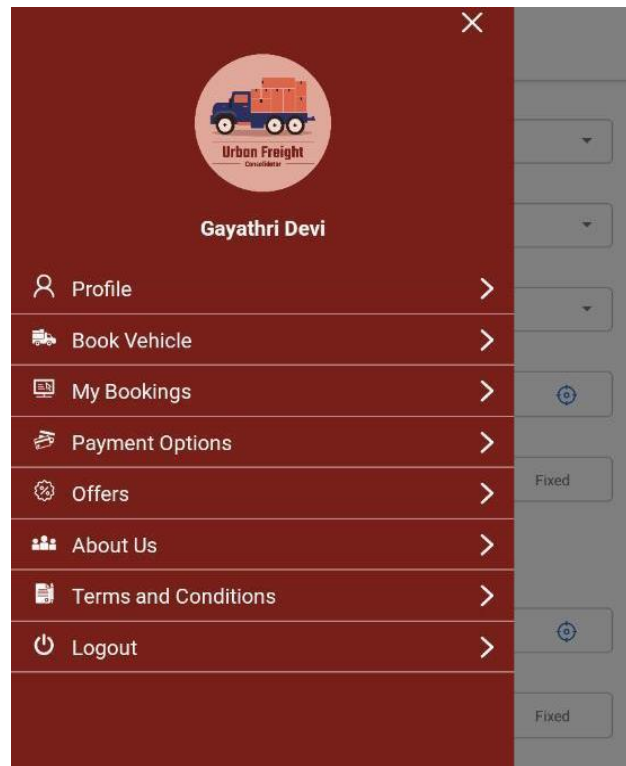 Urban Freight
Consolidator
Gayathri Devi
Profile
Book Vehicle
My Bookings
Payment Options
Fixed
Offers
About Us
Terms and Conditions
Logout
Fixed